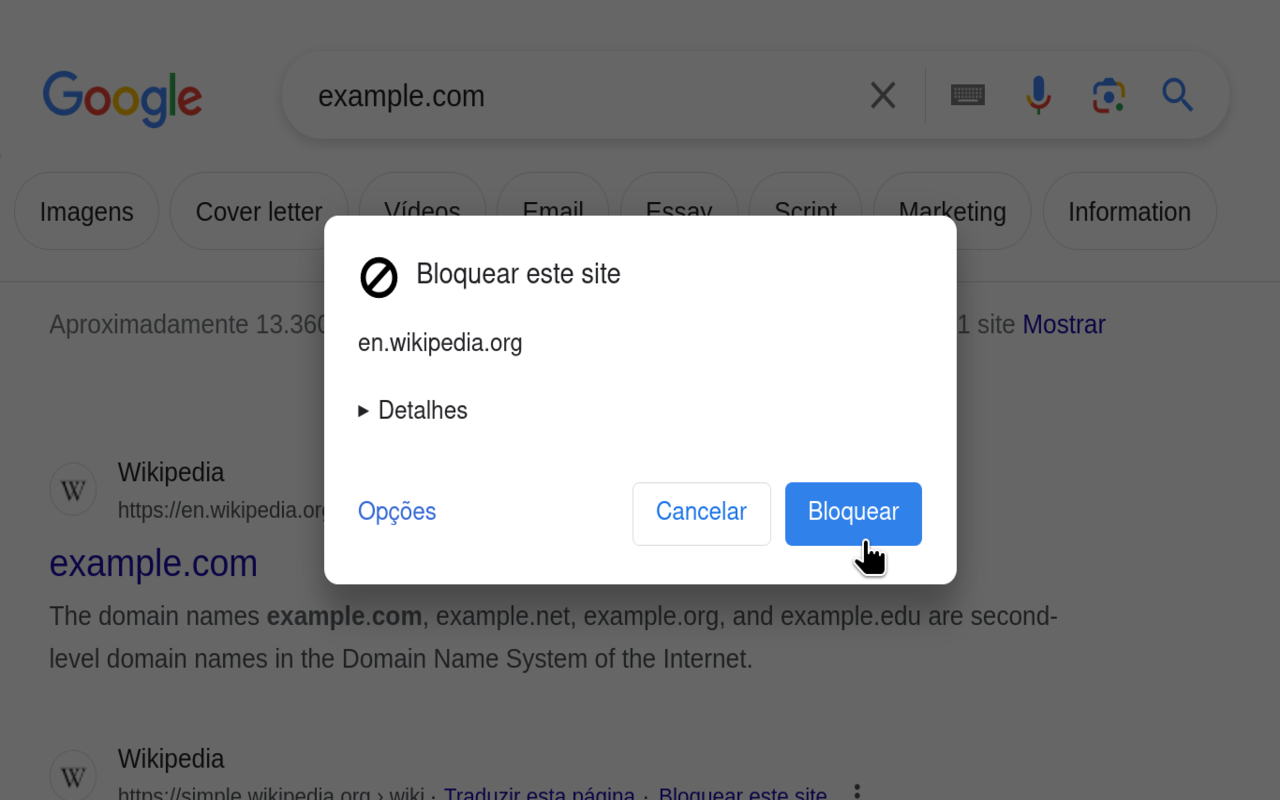 Google
example.com
Imagens Cover letter Vídeos Email Essay Script Marketing Information
Aproximadamente 13.360
1 site Mostrar
Bloquear este site
en.wikipedia.org
▶ Detalhes
Opções Cancelar Bloquear
W Wikipedia
https://en.wikipedia.org
example.com
The domain names example.com, example.net, example.org, and example.edu are second-
level domain names in the Domain Name System of the Internet.
W Wikipedia
https://simple.wikipedia.org › wiki · Traduzir esta página · Bloquear este site